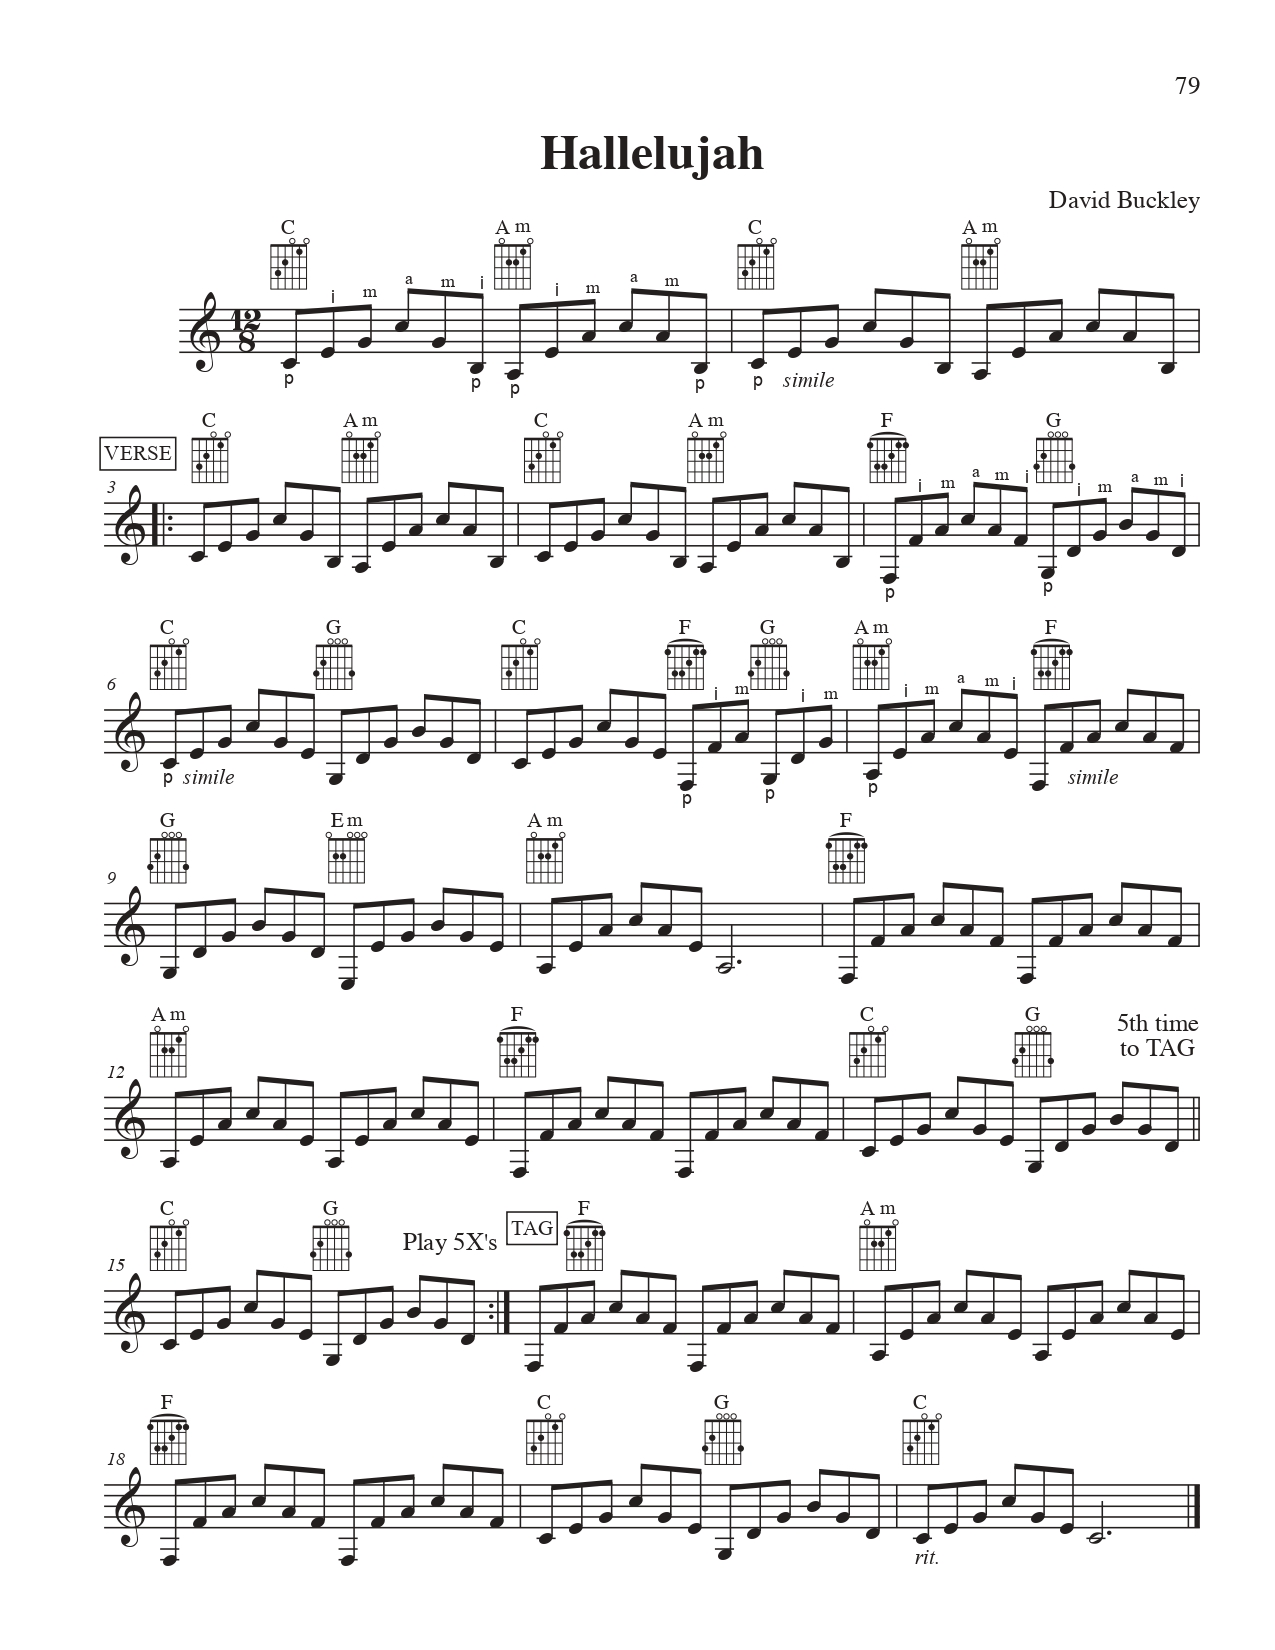 79
Hallelujah
David Buckley
C Am C Am
i m a m i i m a m
12
8
p p p p p simile
VERSE C Am C Am F G
3 i m a m i i m a m i
p p
C G C F G Am F
6 i m i m i m a m i
p simile p p p simile
G Em Am F
9
Am F C G 5th time
to TAG
12
C G Play 5X's TAG F Am
15
F C G C
18
rit.